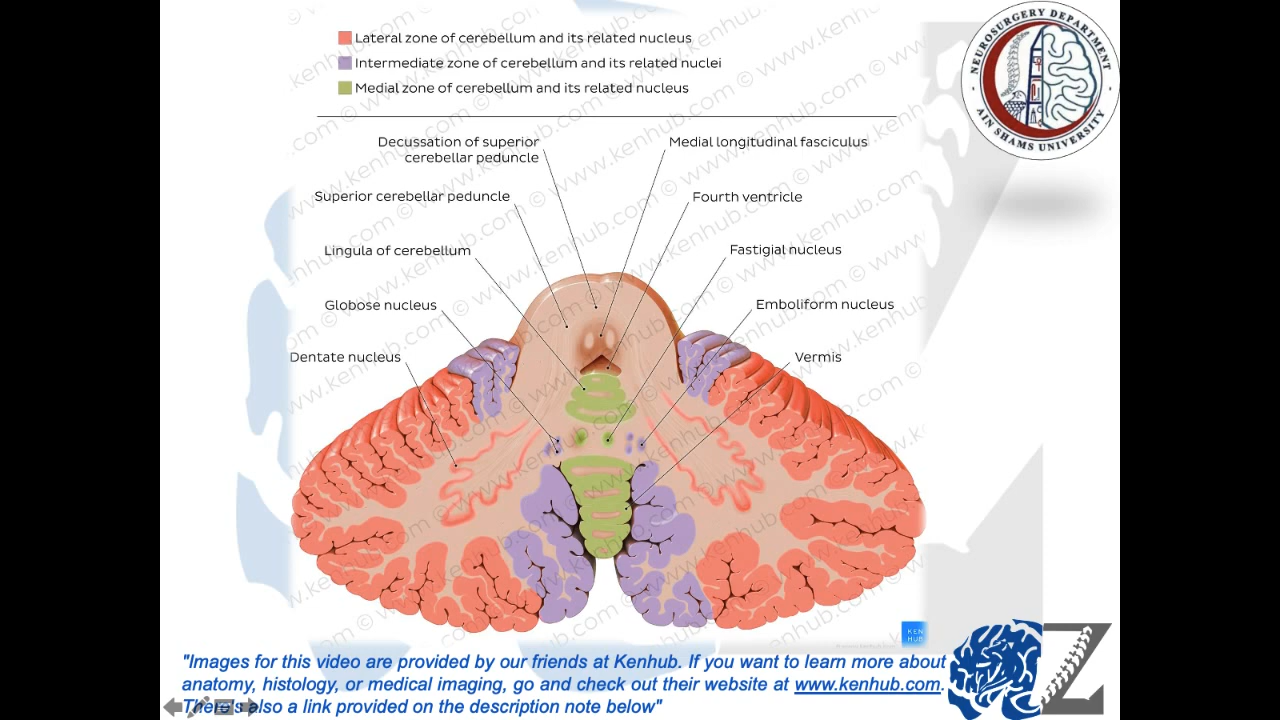 Lateral zone of cerebellum and its related nucleus
Intermediate zone of cerebellum and its related nuclei
Medial zone of cerebellum and its related nucleus
NEUROSURGERY DEPARTMENT
AIN SHAMS UNIVERSITY
Decussation of superior
cerebellar peduncle
Medial longitudinal fasciculus
Superior cerebellar peduncle
Fourth ventricle
Lingula of cerebellum
Fastigial nucleus
Globose nucleus
Emboliform nucleus
Dentate nucleus
Vermis
© www.kenhub.com
KEN
HUB
"Images for this video are provided by our friends at Kenhub. If you want to learn more about
anatomy, histology, or medical imaging, go and check out their website at www.kenhub.com.
There's also a link provided on the description note below"